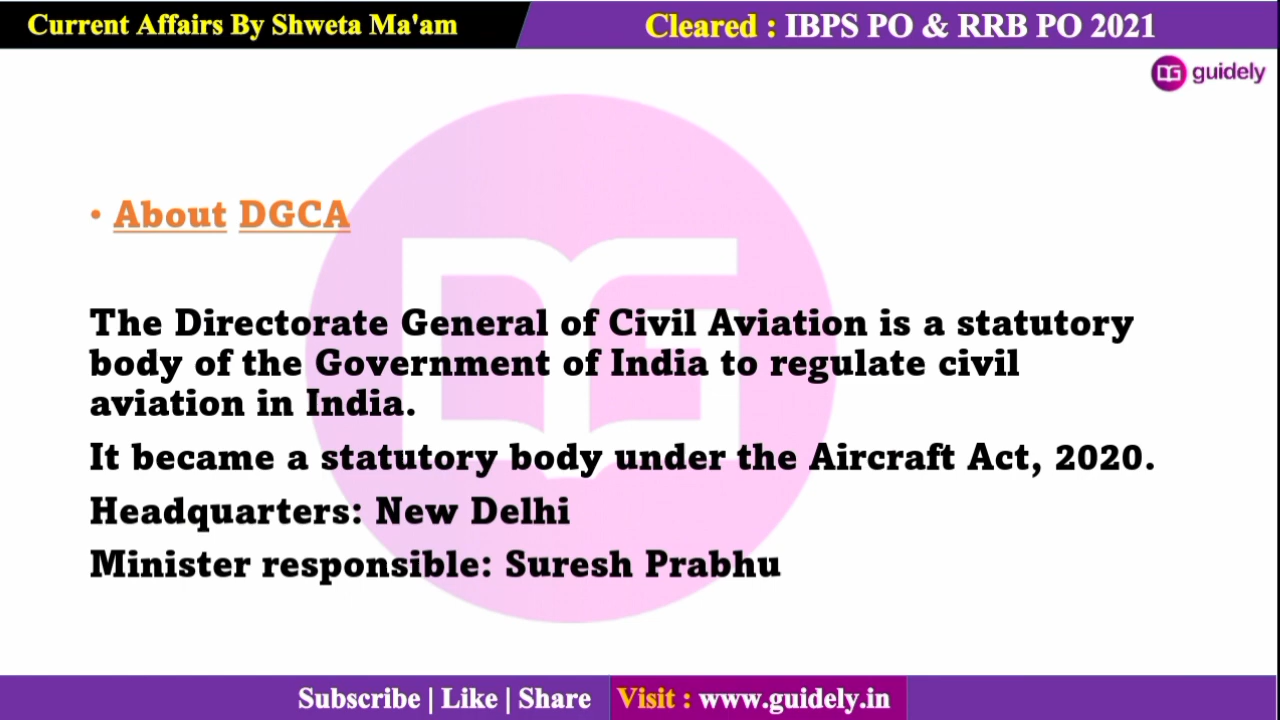 Current Affairs By Shweta Ma'am
Cleared : IBPS PO & RRB PO 2021
DG guidely
• About DGCA
The Directorate General of Civil Aviation is a statutory
body of the Government of India to regulate civil
aviation in India.
It became a statutory body under the Aircraft Act, 2020.
Headquarters: New Delhi
Minister responsible: Suresh Prabhu
Subscribe | Like | Share
Visit : www.guidely.in